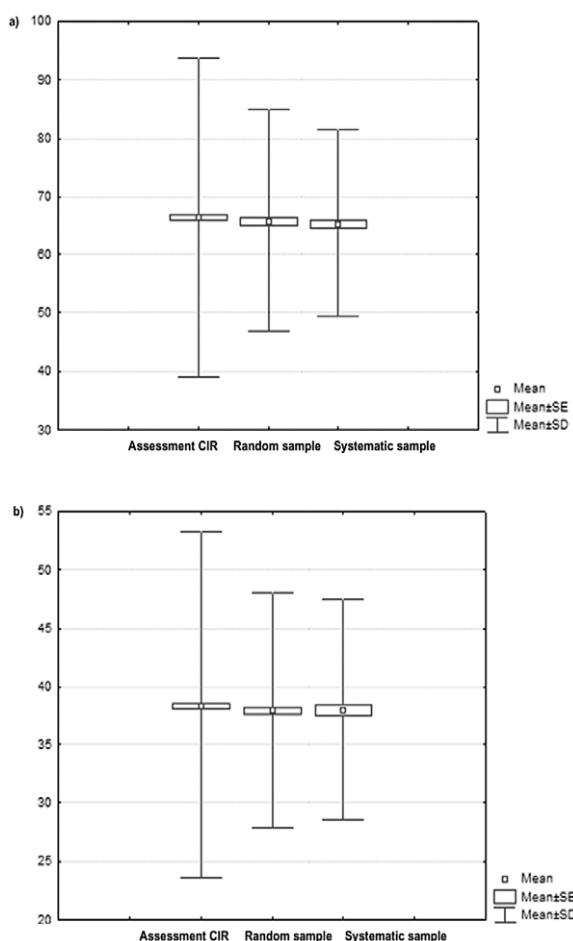 a)
100
90
80
70
60
50
40
30
Assessment CIR Random sample Systematic sample
Mean
Mean±SE
Mean±SD
b)
55
50
45
40
35
30
25
20
Assessment CIR Random sample Systematic sample
Mean
Mean±SE
Mean±SD